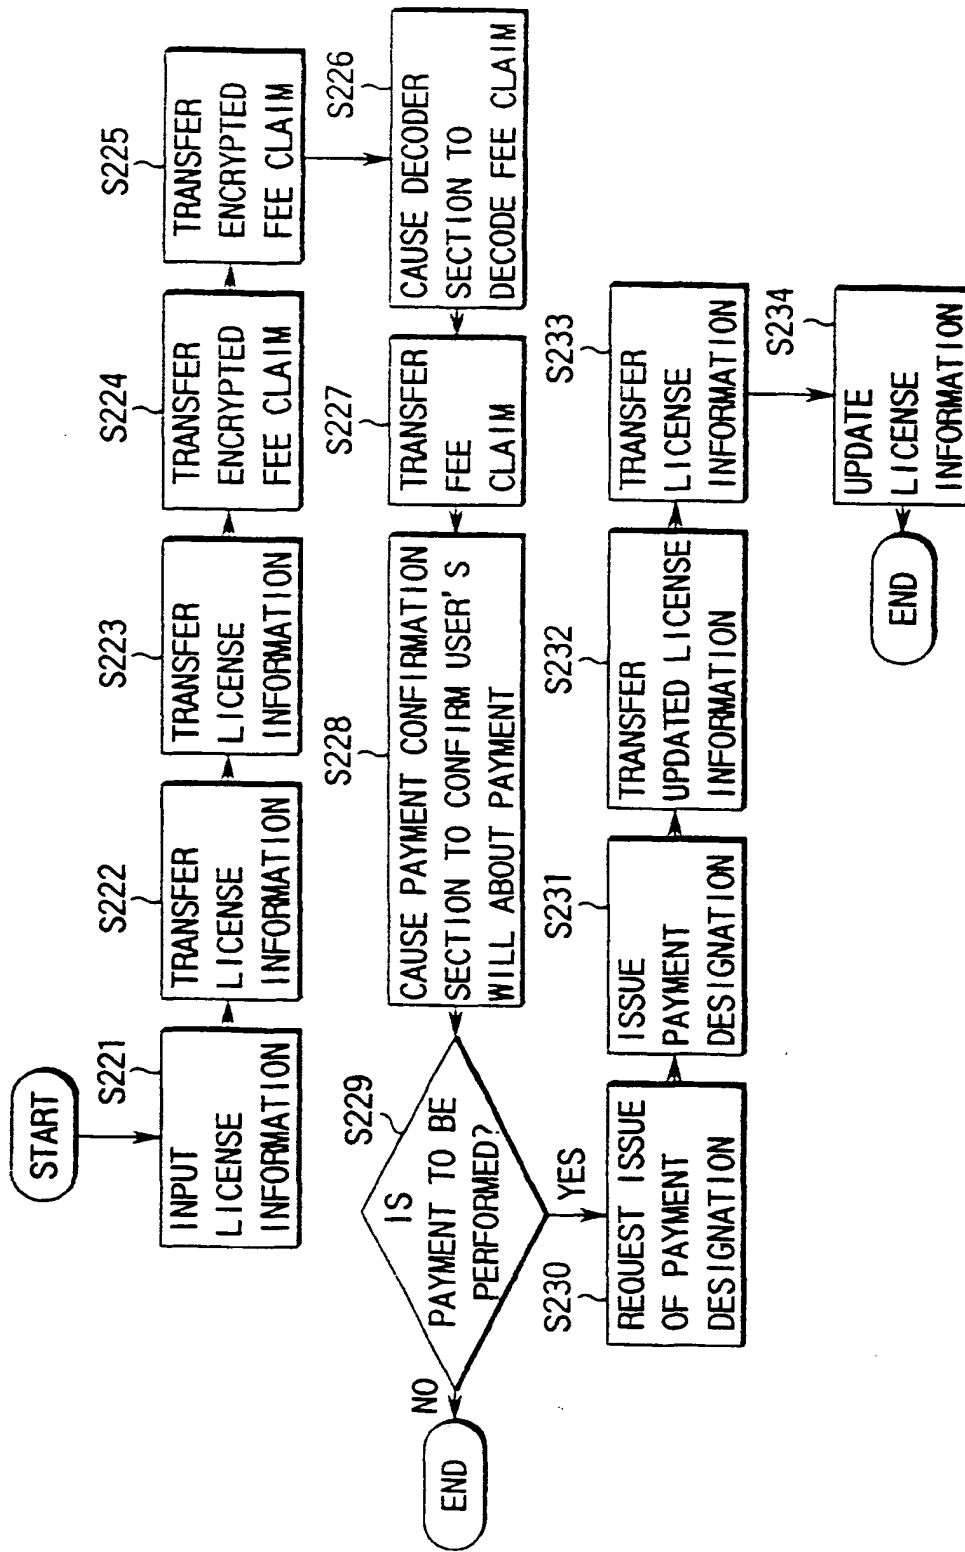 START
S221
INPUT
LICENSE
INFORMATION
S222
TRANSFER
LICENSE
INFORMATION
S223
TRANSFER
LICENSE
INFORMATION
S224
TRANSFER
ENCRYPTED
FEE CLAIM
S225
TRANSFER
ENCRYPTED
FEE CLAIM
S226
CAUSE DECODER
SECTION TO
DECODE FEE CLAIM
S227
TRANSFER
FEE
CLAIM
S228
CAUSE PAYMENT CONFIRMATION
SECTION TO CONFIRM USER'S
WILL ABOUT PAYMENT
S229
IS
PAYMENT TO BE
PERFORMED?
NO
END
YES
S230
REQUEST ISSUE
OF PAYMENT
DESIGNATION
S231
ISSUE
PAYMENT
DESIGNATION
S232
TRANSFER
UPDATED LICENSE
INFORMATION
S233
TRANSFER
LICENSE
INFORMATION
S234
UPDATE
LICENSE
INFORMATION
END